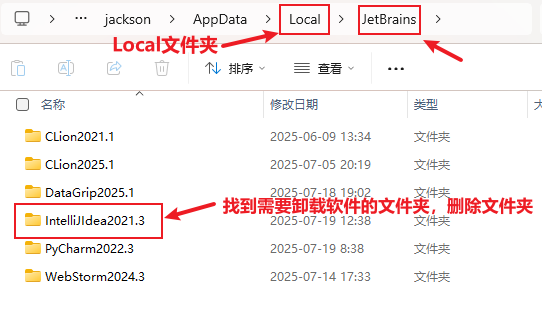 ··· > jackson > AppData > Local > JetBrains >
Local文件夹
排序 查看 ···
名称 修改日期 类型 大
CLion2021.1 2025-06-09 13:34 文件夹
CLion2025.1 2025-07-05 20:19 文件夹
DataGrip2025.1 2025-07-18 19:02 文件夹
找到需要卸载软件的文件夹，删除文件夹
IntelliJIdea2021.3 2025-07-19 12:38 文件夹
PyCharm2022.3 2025-07-19 8:38 文件夹
WebStorm2024.3 2025-07-14 17:33 文件夹